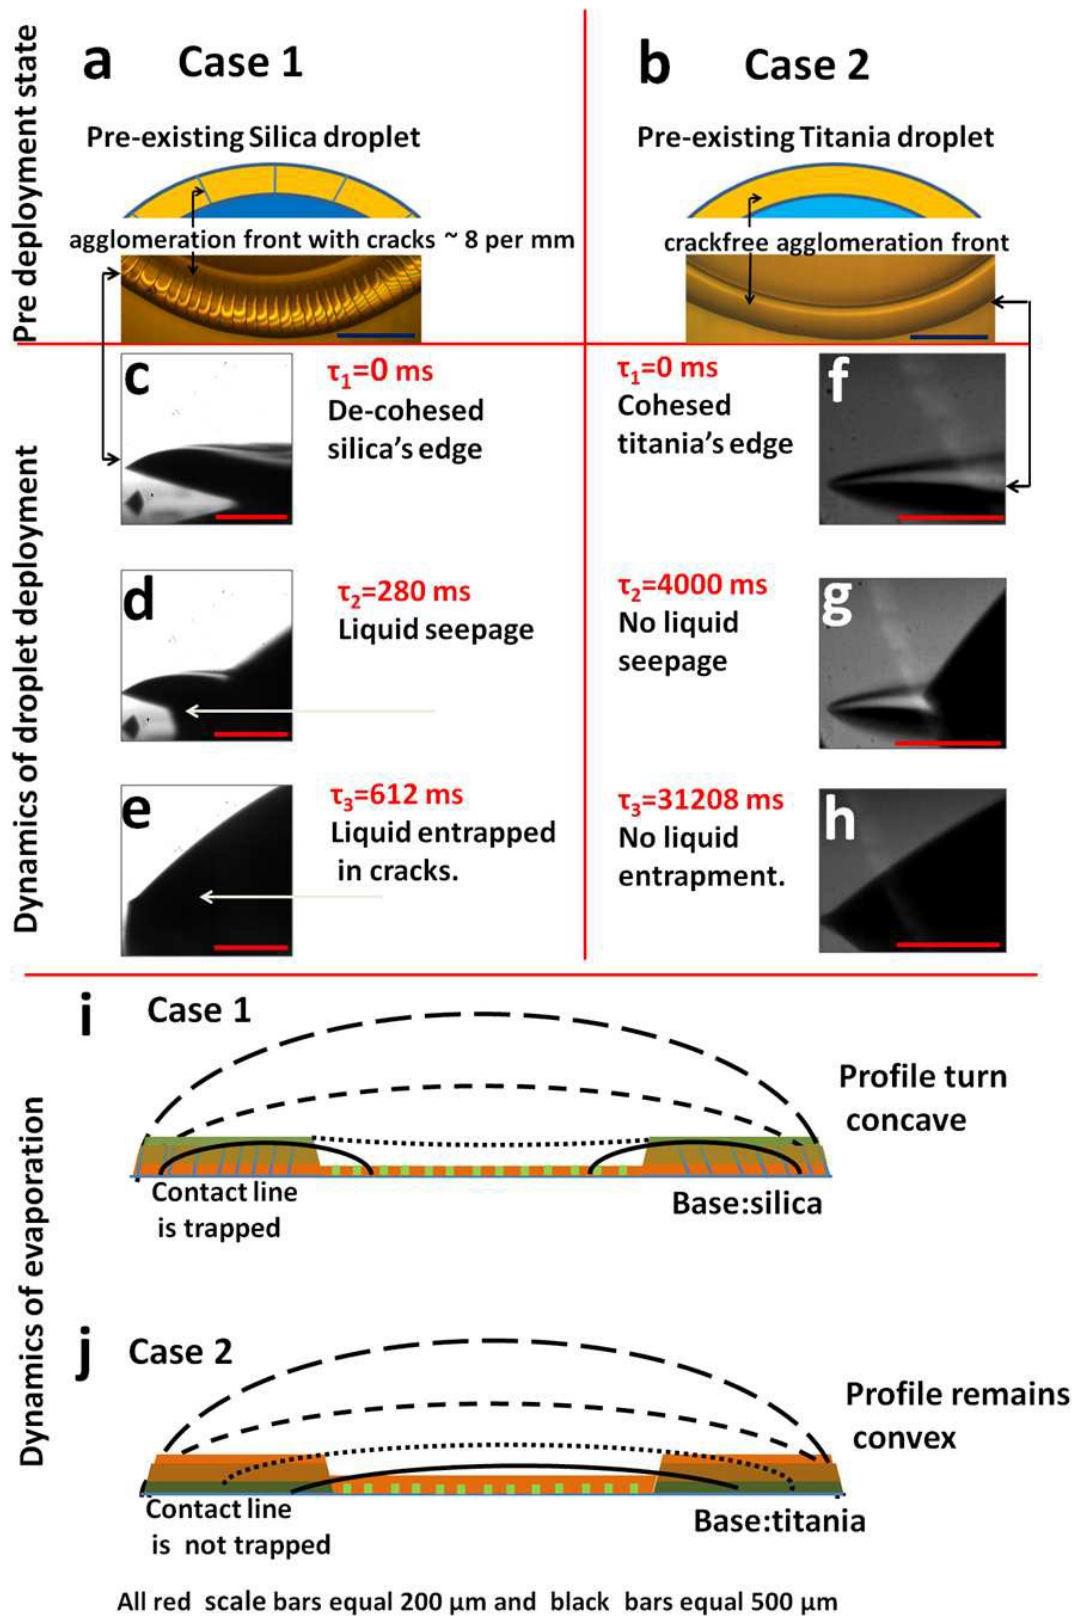 Pre deployment state
a Case 1
Pre-existing Silica droplet
agglomeration front with cracks ~ 8 per mm
b Case 2
Pre-existing Titania droplet
crackfree agglomeration front
Dynamics of droplet deployment
c
τ1=0 ms
De-cohesed
silica's edge
d
τ2=280 ms
Liquid seepage
e
τ3=612 ms
Liquid entrapped
in cracks.
τ1=0 ms
Cohesed
titania's edge
f
τ2=4000 ms
No liquid
seepage
g
τ3=31208 ms
No liquid
entrapment.
h
Dynamics of evaporation
i Case 1
Profile turn
concave
Contact line
is trapped
Base:silica
j Case 2
Profile remains
convex
Contact line
is not trapped
Base:titania
All red scale bars equal 200 μm and black bars equal 500 μm